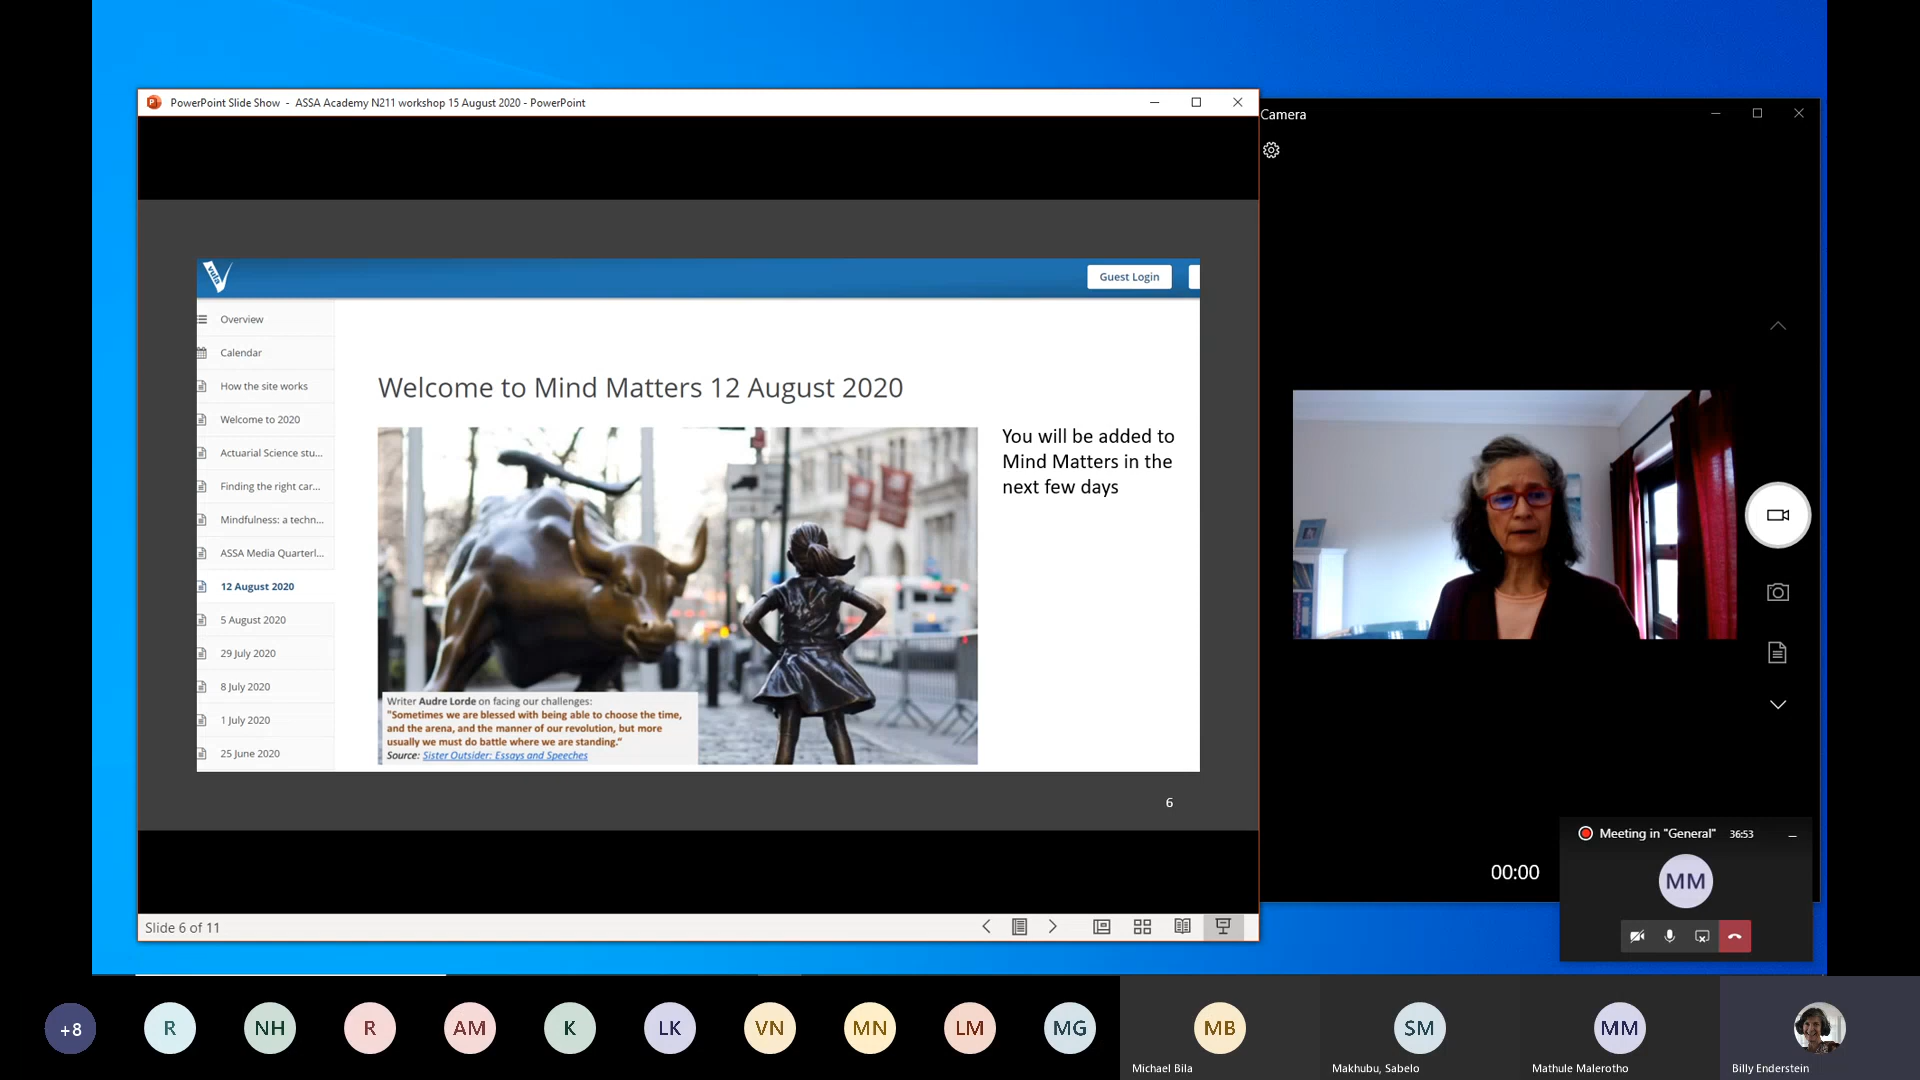 PowerPoint Slide Show - ASSA Academy N211 workshop 15 August 2020 - PowerPoint
Camera
Vula
Guest Login
Overview
Calendar
How the site works
Welcome to 2020
Actuarial Science stu...
Finding the right car...
Mindfulness: a techn...
ASSA Media Quarterl...
12 August 2020
5 August 2020
29 July 2020
8 July 2020
1 July 2020
25 June 2020
Welcome to Mind Matters 12 August 2020
You will be added to
Mind Matters in the
next few days
Writer Audre Lorde on facing our challenges:
"Sometimes we are blessed with being able to choose the time,
and the arena, and the manner of our revolution, but more
usually we must do battle where we are standing."
Source: Sister Outsider: Essays and Speeches
6
Slide 6 of 11
00:00
Meeting in "General" 36:53
MM
+8
R
NH
R
AM
K
LK
VN
MN
LM
MG
MB
Michael Bila
SM
Makhubu, Sabelo
MM
Mathule Malerotho
Billy Enderstein